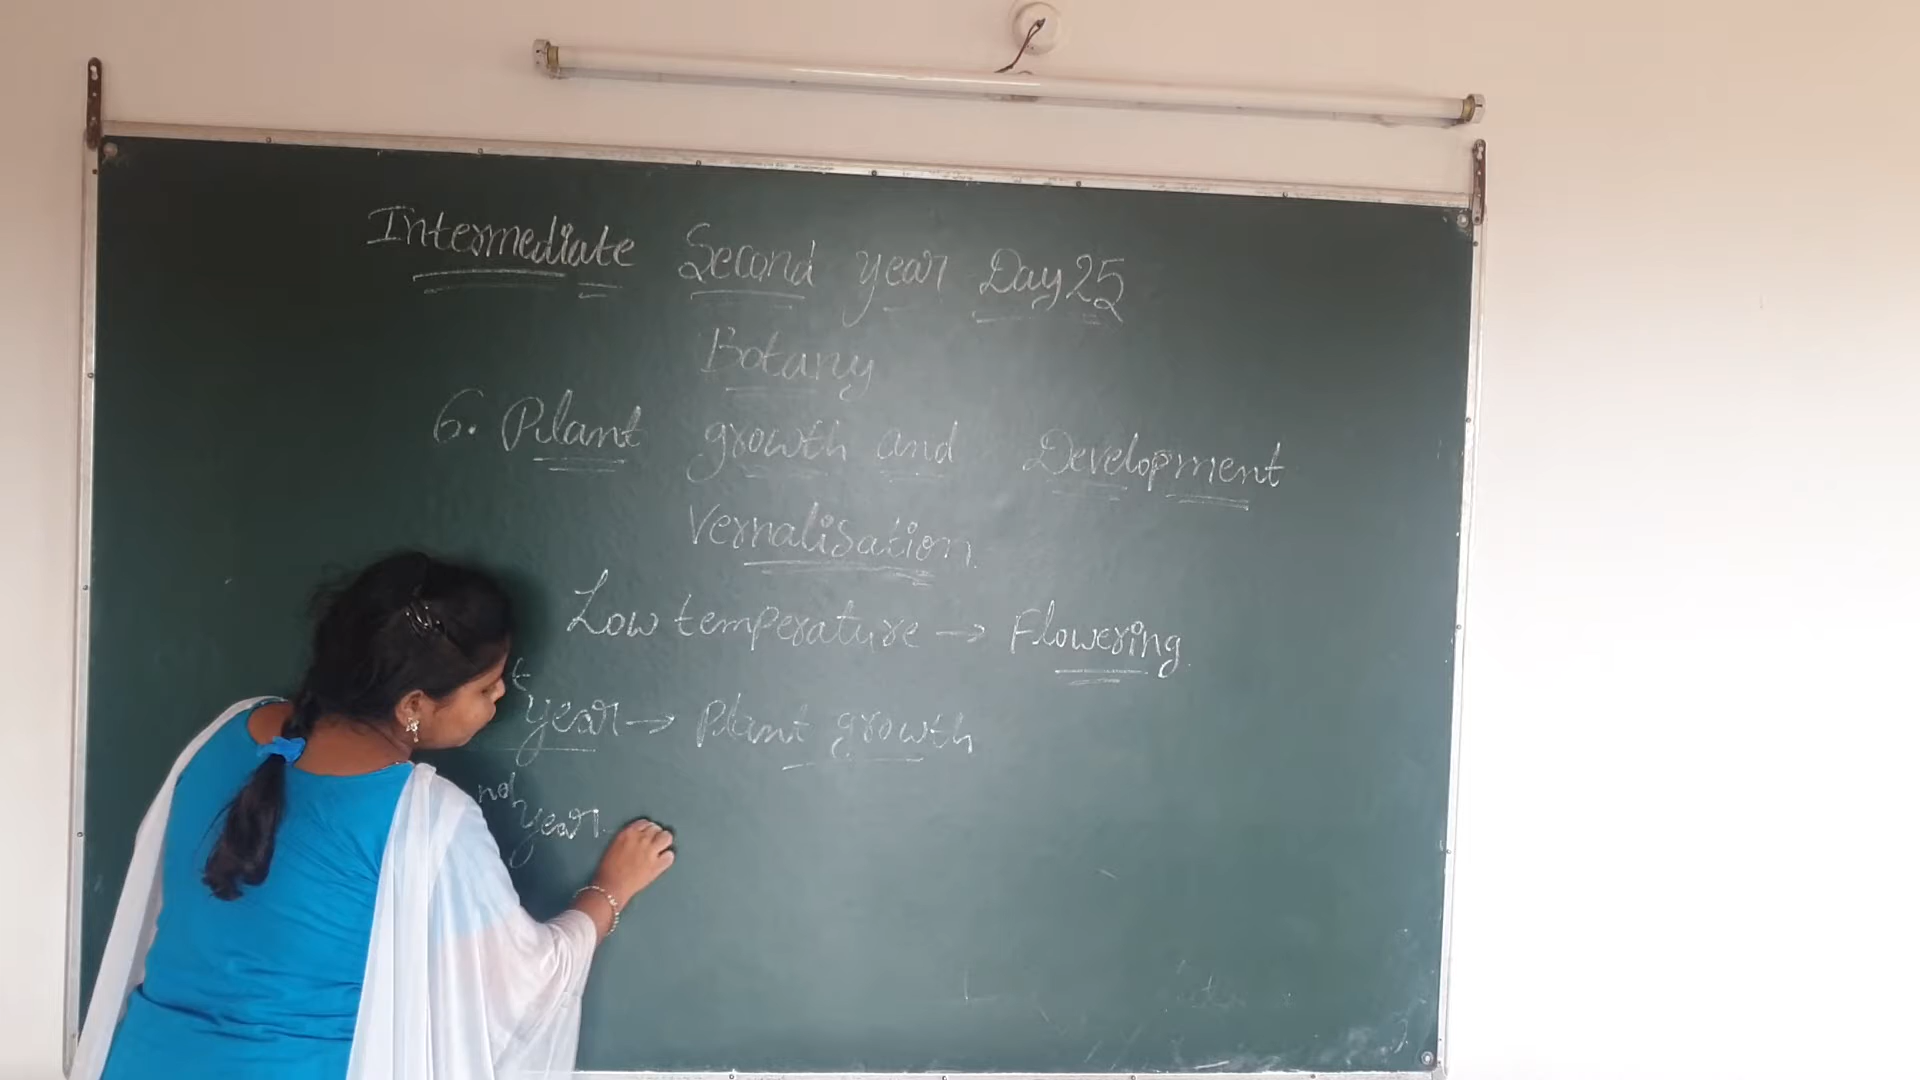 Intermediate Second year Day 25
Botany
6. Plant growth and Development
Vernalisation
Low temperature → Flowering
year → Plant growth
nd year